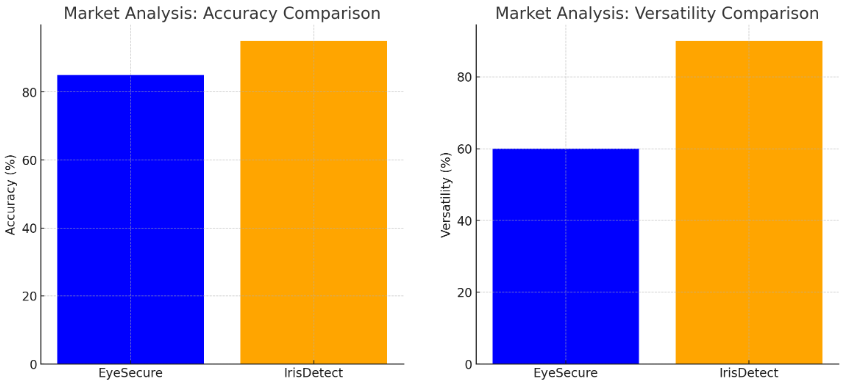 Market Analysis: Accuracy Comparison
Accuracy (%)
80
60
40
20
0
EyeSecure IrisDetect
Market Analysis: Versatility Comparison
Versatility (%)
80
60
40
20
0
EyeSecure IrisDetect